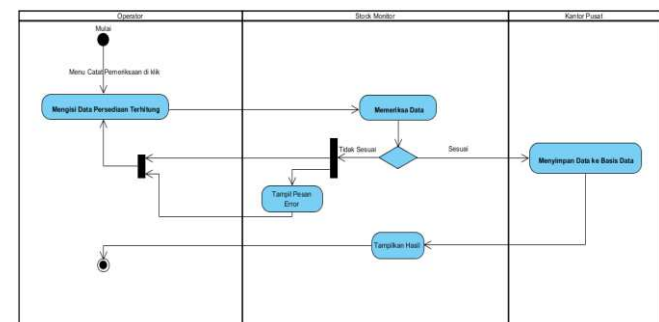 Operator
Stock Monitor
Kantor Pusat
Mulai
Menu Catat Pemeriksaan di klik
Mengisi Data Persediaan Terhitung
Memeriksa Data
Tidak Sesuai
Sesuai
Menyimpan Data ke Basis Data
Tampil Pesan
Error
Tampilkan Hasil